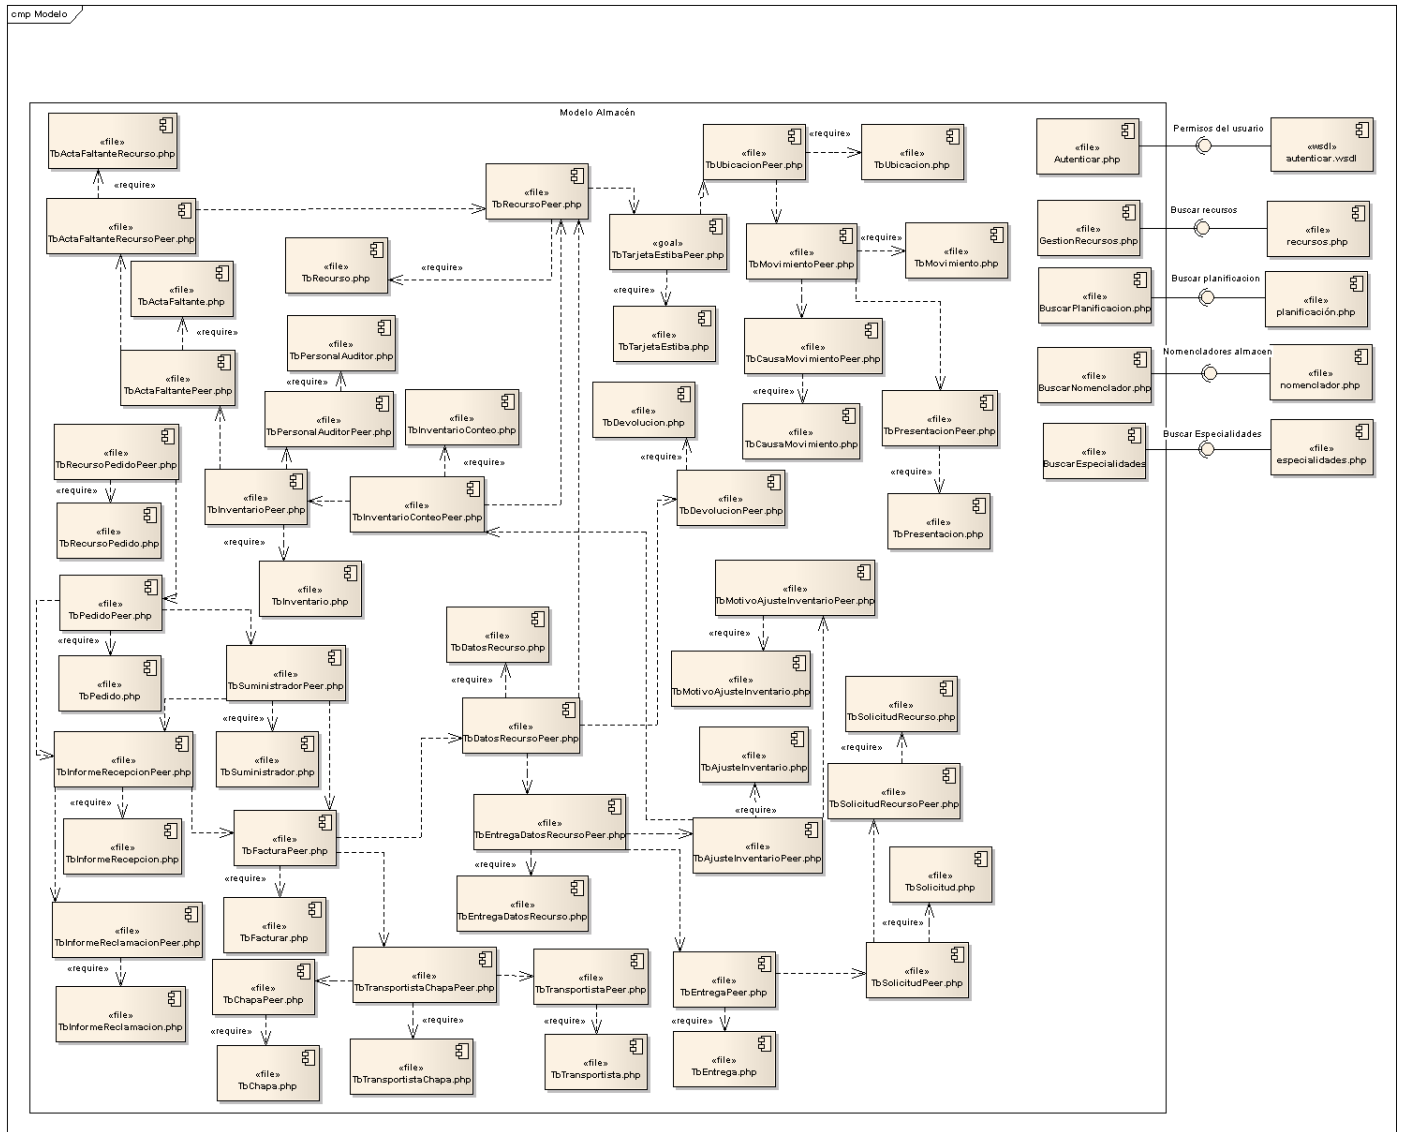 cmp Modelo
Modelo Almacén
«file»
TbActaFaltanteRecurso.php
«require»
«file»
TbActaFaltanteRecursoPeer.php
«file»
TbActaFaltante.php
«require»
«file»
TbActaFaltantePeer.php
«file»
TbRecursoPeer.php
«file»
TbRecurso.php
«require»
«file»
TbPersonalAuditor.php
«require»
«file»
TbPersonalAuditorPeer.php
«file»
TbInventarioConteo.php
«require»
«file»
TbInventarioPeer.php
«require»
«file»
TbInventarioConteoPeer.php
«file»
TbInventario.php
«file»
TbRecursoPedidoPeer.php
«require»
«file»
TbRecursoPedido.php
«file»
TbPedidoPeer.php
«require»
«file»
TbPedido.php
«file»
TbSuministradorPeer.php
«require»
«file»
TbSuministrador.php
«file»
TbInformeRecepcionPeer.php
«require»
«file»
TbInformeRecepcion.php
«file»
TbFacturaPeer.php
«require»
«file»
TbFacturar.php
«file»
TbInformeReclamacionPeer.php
«require»
«file»
TbInformeReclamacion.php
«file»
TbChapaPeer.php
«require»
«file»
TbChapa.php
«file»
TbTransportistaChapaPeer.php
«require»
«file»
TbTransportistaChapa.php
«file»
TbTransportistaPeer.php
«require»
«file»
TbTransportista.php
«file»
TbDatosRecurso.php
«require»
«file»
TbDatosRecursoPeer.php
«file»
TbEntregaDatosRecursoPeer.php
«require»
«file»
TbEntregaDatosRecurso.php
«file»
TbUbicacionPeer.php
«require»
«file»
TbUbicacion.php
«goal»
TbTarjetaEstibaPeer.php
«require»
«file»
TbTarjetaEstiba.php
«file»
TbMovimientoPeer.php
«require»
«file»
TbMovimiento.php
«file»
TbCausaMovimientoPeer.php
«require»
«file»
TbCausaMovimiento.php
«file»
TbPresentacionPeer.php
«require»
«file»
TbPresentacion.php
«file»
TbDevolucion.php
«require»
«file»
TbDevolucionPeer.php
«file»
TbMotivoAjusteInventarioPeer.php
«require»
«file»
TbMotivoAjusteInventario.php
«file»
TbAjusteInventario.php
«require»
«file»
TbAjusteInventarioPeer.php
«file»
TbSolicitudRecurso.php
«require»
«file»
TbSolicitudRecursoPeer.php
«file»
TbSolicitud.php
«require»
«file»
TbSolicitudPeer.php
«file»
TbEntregaPeer.php
«require»
«file»
TbEntrega.php
«file»
Autenticar.php
Permisos del usuario
«wsdl»
autenticar.wsdl
«file»
GestionRecursos.php
Buscar recursos
«file»
recursos.php
«file»
BuscarPlanificacion.php
Buscar planificacion
«file»
planificación.php
«file»
BuscarNomenclador.php
Nomencladores almacen
«file»
nomenclador.php
«file»
BuscarEspecialidades
Buscar Especialidades
«file»
especialidades.php